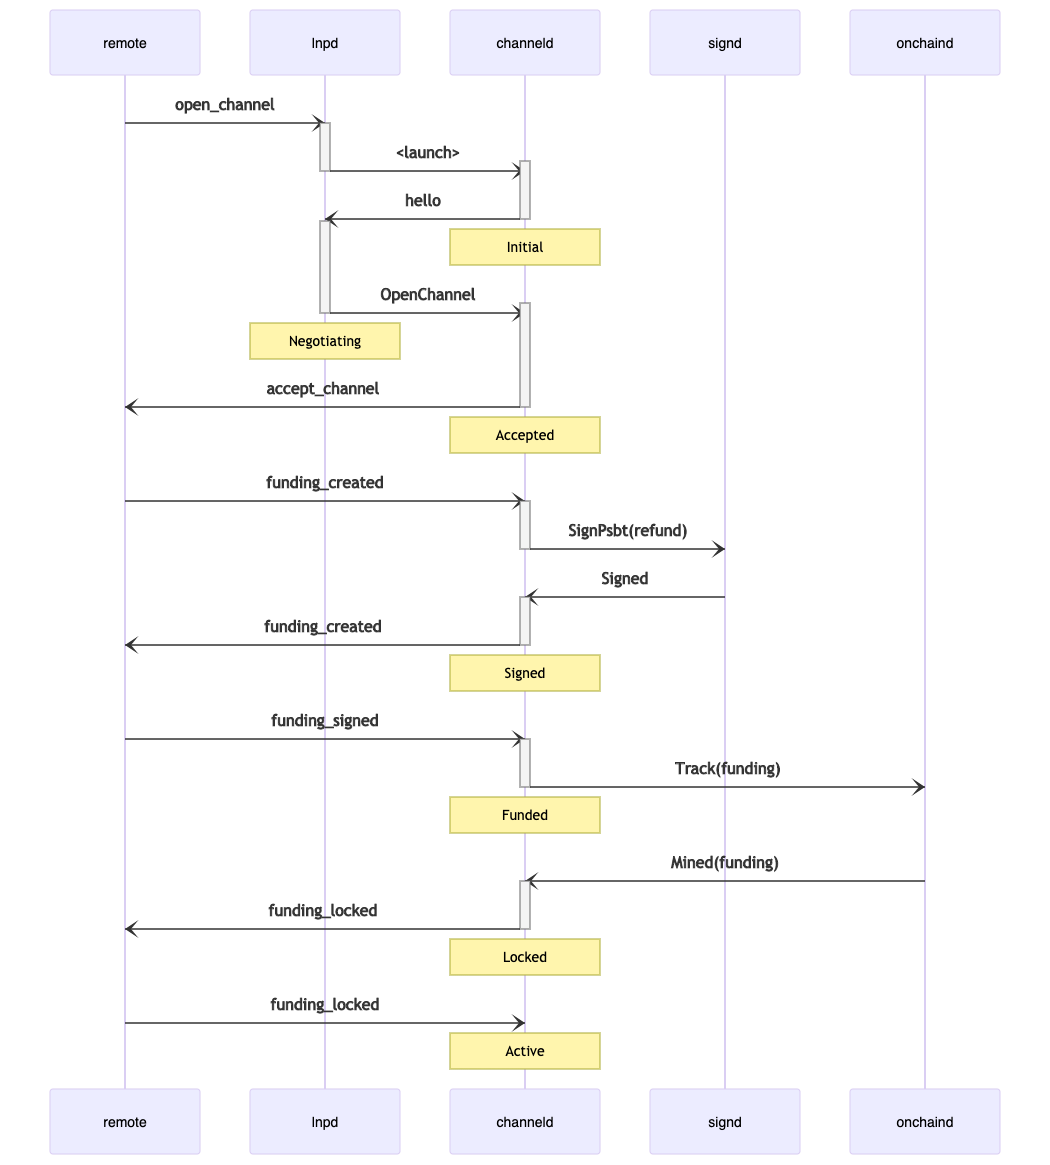 remote
lnpd
channeld
signd
onchaind
open_channel
<launch>
hello
Initial
OpenChannel
Negotiating
accept_channel
Accepted
funding_created
SignPsbt(refund)
Signed
funding_created
Signed
funding_signed
Track(funding)
Funded
Mined(funding)
funding_locked
Locked
funding_locked
Active
remote
lnpd
channeld
signd
onchaind